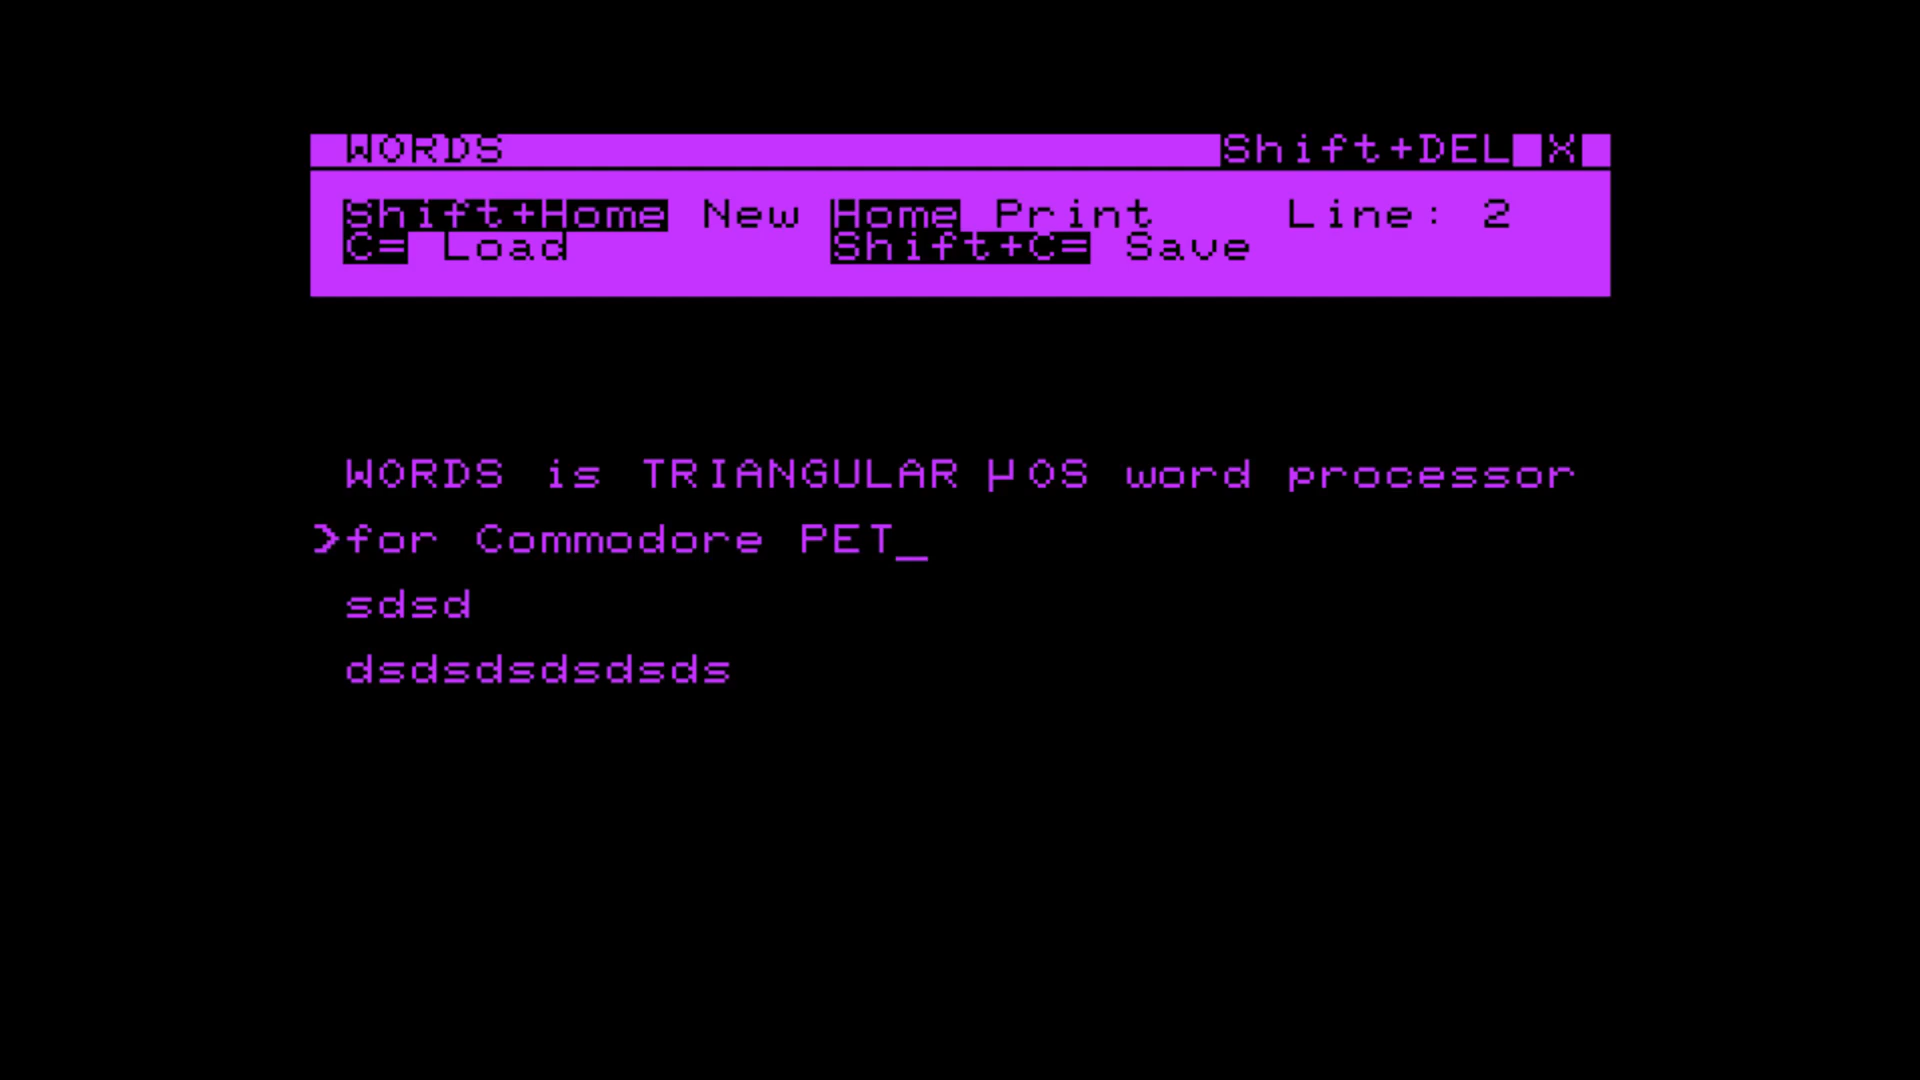 WORDS Shift+DEL X
Shift+Home New Home Print Line: 2
C= Load Shift+C= Save
WORDS is TRIANGULAR µOS word processor
>for Commodore PET_
sdsd
dsdsdsdsdsds